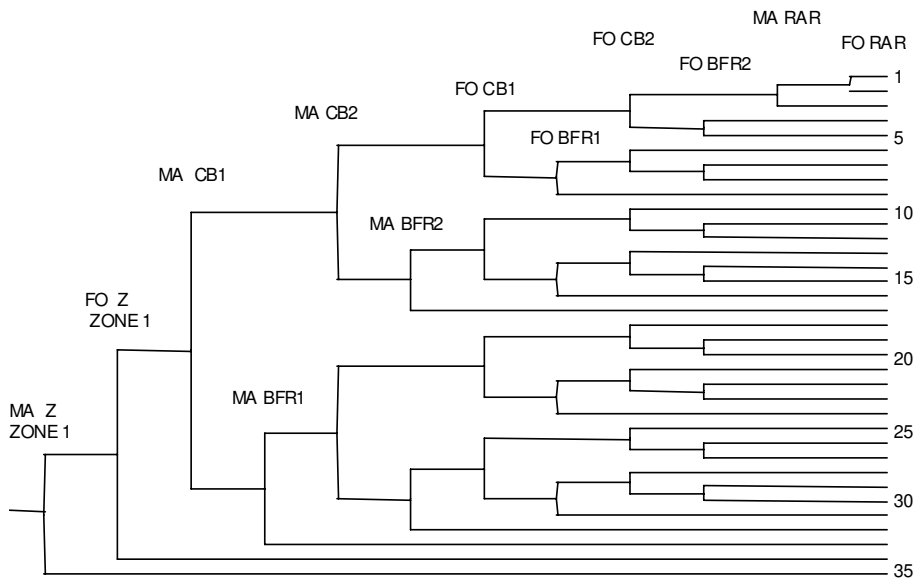 MA RAR
FO RAR
FO CB2
FO BFR2
1
FO CB1
MA CB2
5
FO BFR1
MA CB1
10
MA BFR2
15
FO Z
ZONE 1
20
MA BFR1
MA Z
ZONE 1
25
30
35